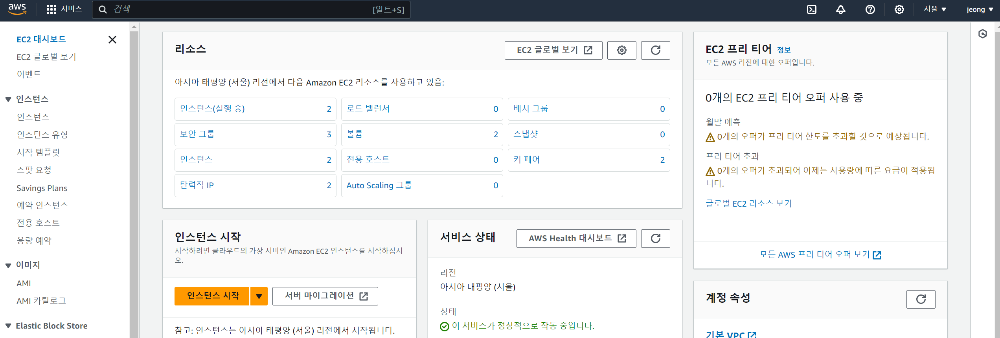 aws
서비스
검색
[알트+S]
서울
jeong
EC2 대시보드
EC2 글로벌 보기
이벤트
인스턴스
인스턴스
인스턴스 유형
시작 템플릿
스팟 요청
Savings Plans
예약 인스턴스
전용 호스트
용량 예약
이미지
AMI
AMI 카탈로그
Elastic Block Store
리소스
EC2 글로벌 보기
아시아 태평양 (서울) 리전에서 다음 Amazon EC2 리소스를 사용하고 있음:
인스턴스(실행 중) 2
로드 밸런서 0
배치 그룹 0
보안 그룹 3
볼륨 2
스냅샷 0
인스턴스 2
전용 호스트 0
키 페어 2
탄력적 IP 2
Auto Scaling 그룹 0
인스턴스 시작
시작하려면 클라우드의 가상 서버인 Amazon EC2 인스턴스를 시작하십시
오.
인스턴스 시작
서버 마이그레이션
참고: 인스턴스는 아시아 태평양 (서울) 리전에서 시작됩니다.
서비스 상태
AWS Health 대시보드
리전
아시아 태평양 (서울)
상태
이 서비스가 정상적으로 작동 중입니다.
EC2 프리 티어 정보
모든 AWS 리전에 대한 오퍼입니다.
0개의 EC2 프리 티어 오퍼 사용 중
월말 예측
0개의 오퍼가 프리 티어 한도를 초과할 것으로 예상됩니다.
프리 티어 초과
0개의 오퍼가 초과되어 이제는 사용량에 따른 요금이 적용됩
니다.
글로벌 EC2 리소스 보기
모든 AWS 프리 티어 오퍼 보기
계정 속성
기본 VPC